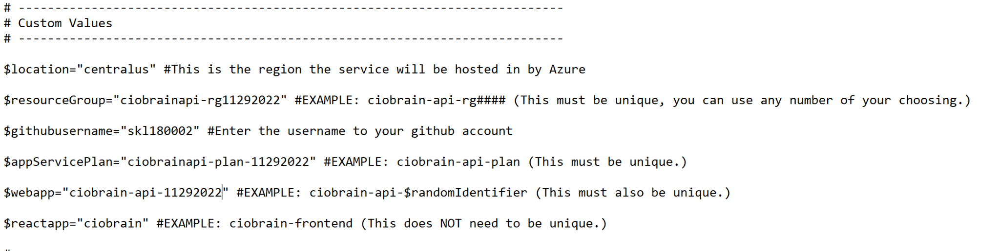 # ---------------------------------------------------------------------------
# Custom Values
# ---------------------------------------------------------------------------
$location="centralus" #This is the region the service will be hosted in by Azure
$resourceGroup="ciobrainapi-rg11292022" #EXAMPLE: ciobrain-api-rg#### (This must be unique, you can use any number of your choosing.)
$githubusername="skl180002" #Enter the username to your github account
$appServicePlan="ciobrainapi-plan-11292022" #EXAMPLE: ciobrain-api-plan (This must be unique.)
$webapp="ciobrain-api-11292022" #EXAMPLE: ciobrain-api-$randomIdentifier (This must also be unique.)
$reactapp="ciobrain" #EXAMPLE: ciobrain-frontend (This does NOT need to be unique.)